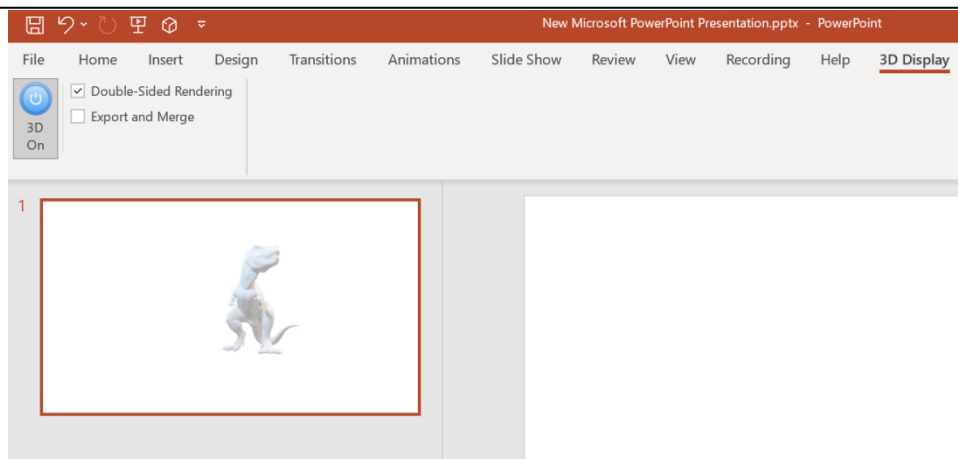 New Microsoft PowerPoint Presentation.pptx - PowerPoint
File Home Insert Design Transitions Animations Slide Show Review View Recording Help 3D Display
Double-Sided Rendering
Export and Merge
3D
On
1